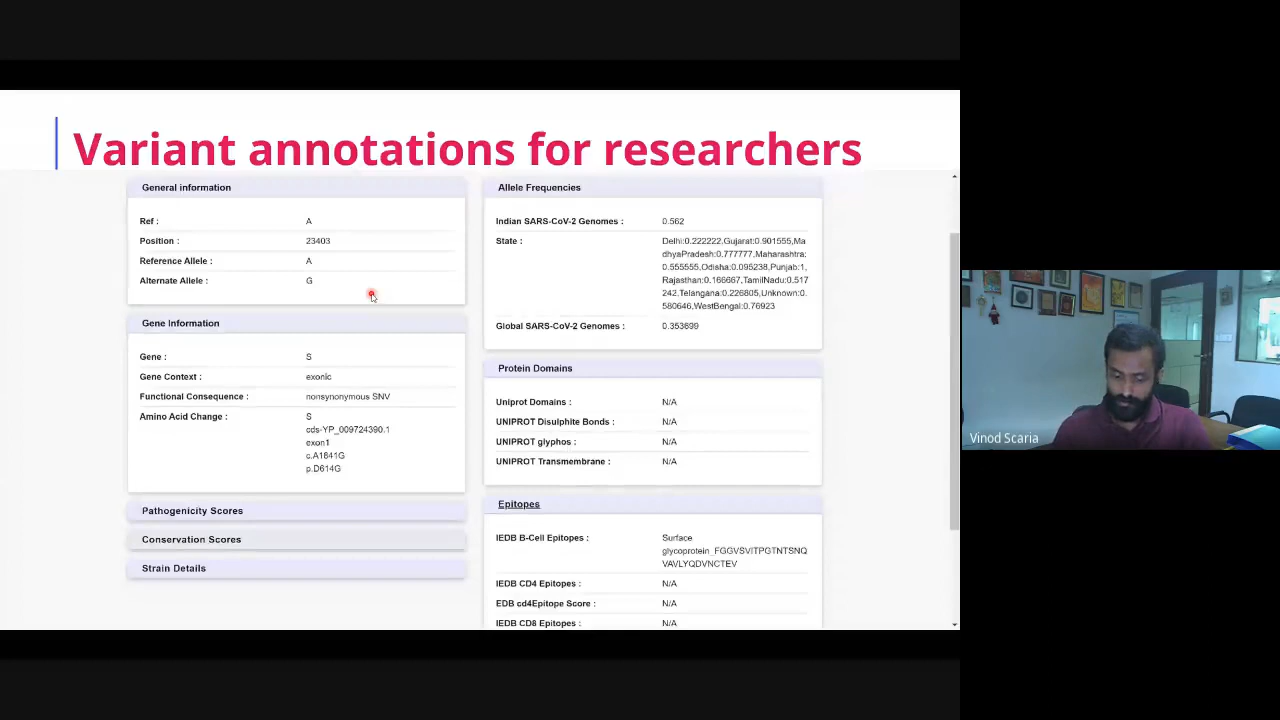 Variant annotations for researchers
General information
Ref : A
Position : 23403
Reference Allele : A
Alternate Allele : G
Gene Information
Gene : S
Gene Context : exonic
Functional Consequence : nonsynonymous SNV
Amino Acid Change : S
cds-YP_009724390.1
exon1
c.A1841G
p.D614G
Pathogenicity Scores
Conservation Scores
Strain Details
Allele Frequencies
Indian SARS-CoV-2 Genomes : 0.562
State : Delhi:0.222222,Gujarat:0.901555,Ma
dhyaPradesh:0.777777,Maharashtra:
0.555555,Odisha:0.095238,Punjab:1,
Rajasthan:0.166667,TamilNadu:0.517
242,Telangana:0.226805,Unknown:0.
580646,WestBengal:0.76923
Global SARS-CoV-2 Genomes : 0.353699
Protein Domains
Uniprot Domains : N/A
UNIPROT Disulphite Bonds : N/A
UNIPROT glyphos : N/A
UNIPROT Transmembrane : N/A
Epitopes
IEDB B-Cell Epitopes : Surface
glycoprotein_FGGVSVITPGTNTSNQ
VAVLYQDVNCTEV
IEDB CD4 Epitopes : N/A
EDB cd4Epitope Score : N/A
IEDB CD8 Epitopes : N/A
Vinod Scaria